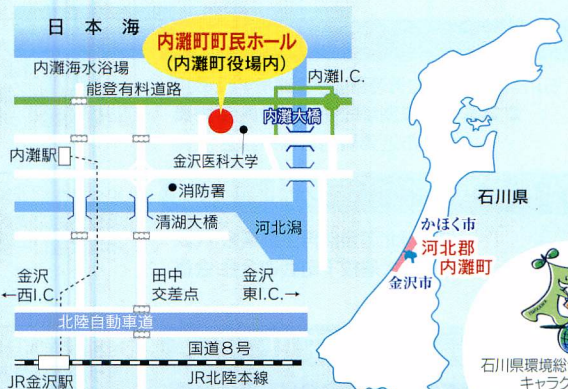 日本海
内灘町町民ホール
(内灘町役場内)
内灘海水浴場
能登有料道路
内灘I.C.
内灘大橋
金沢医科大学
内灘駅
消防署
清湖大橋
河北潟
金沢
←西I.C.
田中
交差点
金沢
東I.C.→
北陸自動車道
国道8号
JR金沢駅
JR北陸本線
石川県
かほく市
河北郡
内灘町
金沢市
石川県環境総
キャラク